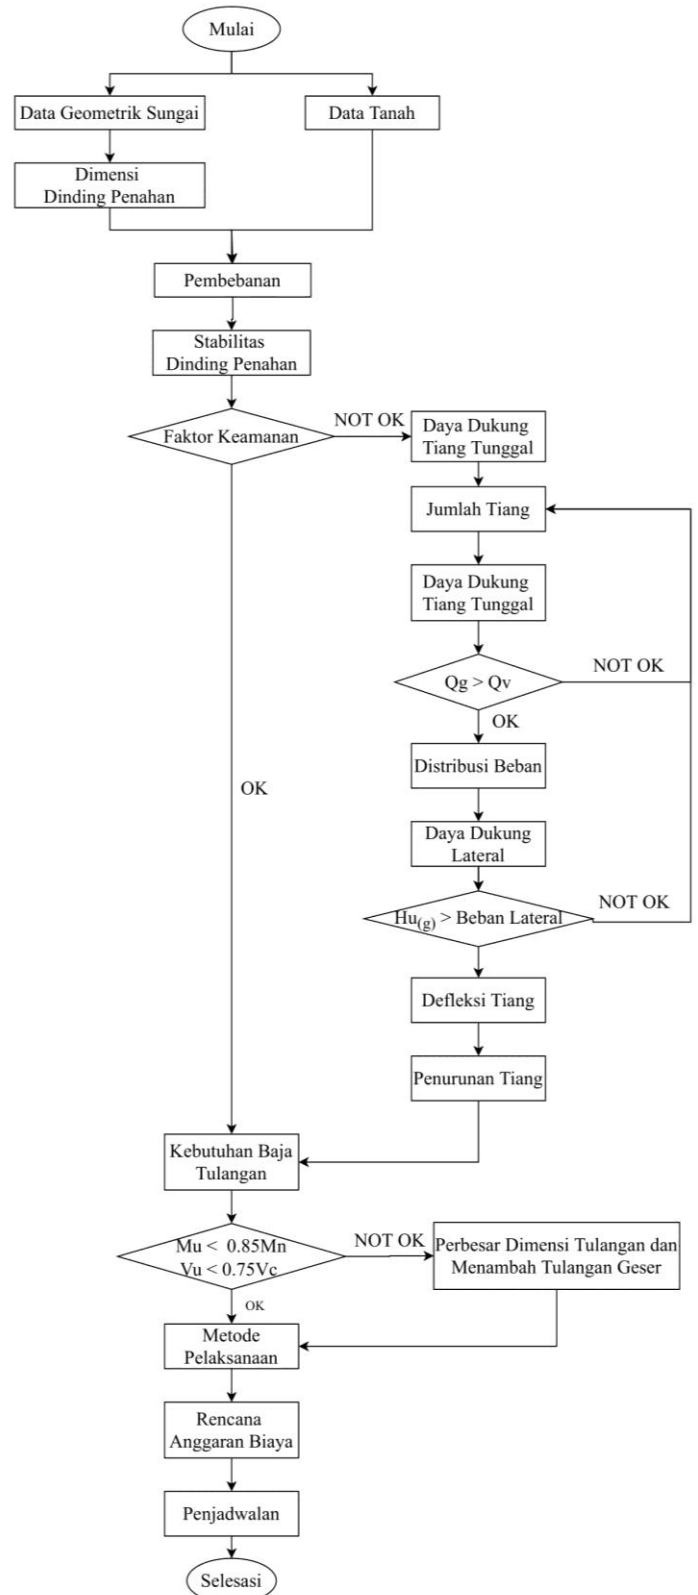 Mulai
Data Geometrik Sungai
Data Tanah
Dimensi
Dinding Penahan
Pembebanan
Stabilitas
Dinding Penahan
Faktor Keamanan
NOT OK
Daya Dukung
Tiang Tunggal
Jumlah Tiang
Daya Dukung
Tiang Tunggal
Qg > Qv
NOT OK
OK
Distribusi Beban
OK
Daya Dukung
Lateral
Hu(g) > Beban Lateral
NOT OK
Defleksi Tiang
Penurunan Tiang
Kebutuhan Baja
Tulangan
Mu < 0.85Mn
Vu < 0.75Vc
NOT OK
Perbesar Dimensi Tulangan dan
Menambah Tulangan Geser
OK
Metode
Pelaksanaan
Rencana
Anggaran Biaya
Penjadwalan
Selesasi